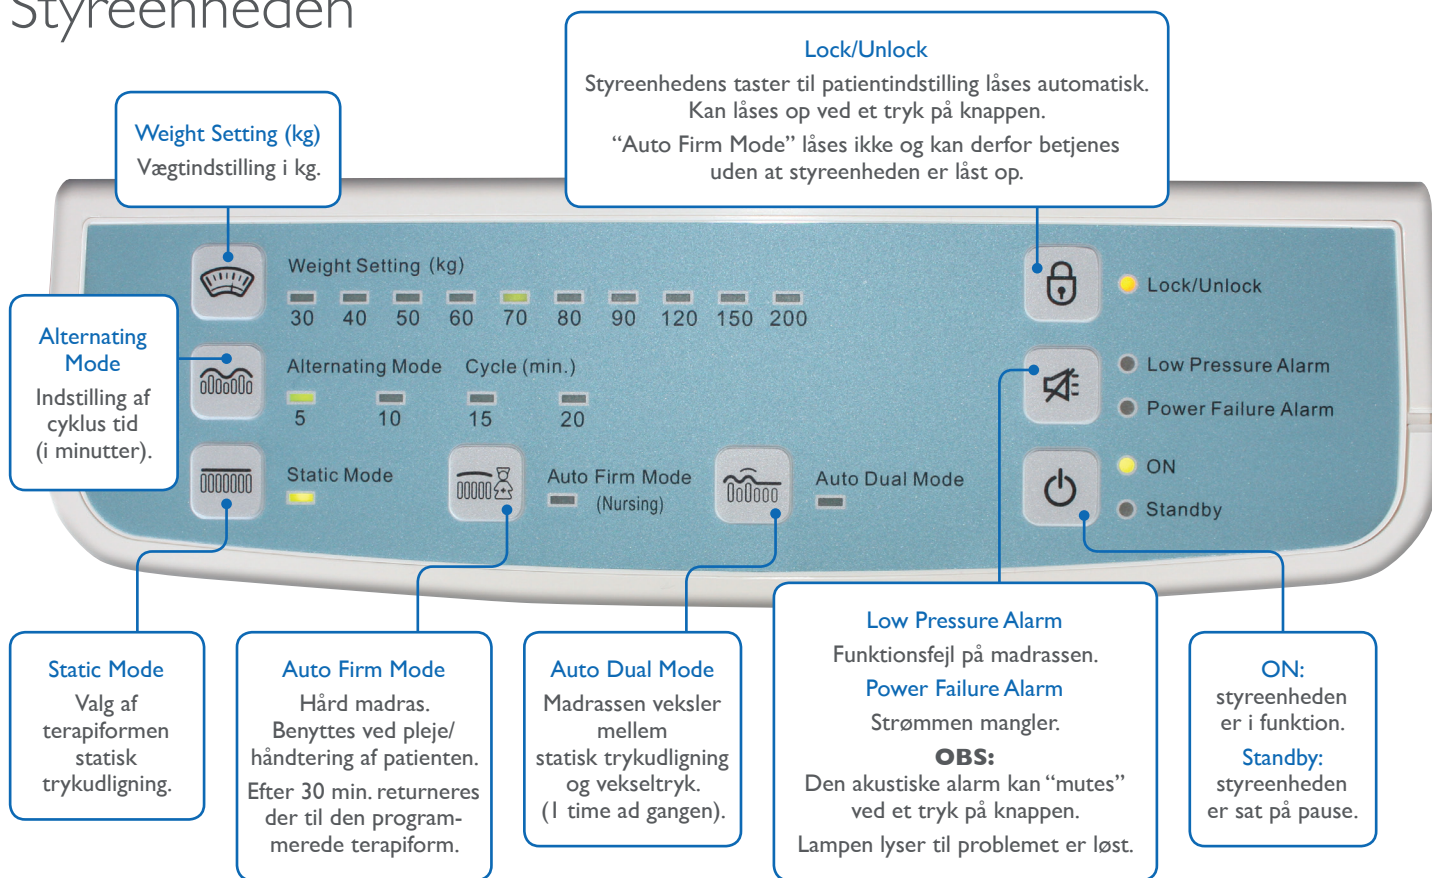 Styreenheden
Lock/Unlock
Styreenhedens taster til patientindstilling låses automatisk.
Kan låses op ved et tryk på knappen.
“Auto Firm Mode” låses ikke og kan derfor betjenes
uden at styreenheden er låst op.
Weight Setting (kg)
Vægtindstilling i kg.
Alternating
Mode
Indstilling af
cyklus tid
(i minutter).
Weight Setting (kg)
30 40 50 60 70 80 90 120 150 200
Alternating Mode Cycle (min.)
5 10 15 20
Static Mode
Auto Firm Mode
(Nursing)
Auto Dual Mode
Lock/Unlock
Low Pressure Alarm
Power Failure Alarm
ON
Standby
Static Mode
Valg af
terapiformen
statisk
trykudligning.
Auto Firm Mode
Hård madras.
Benyttes ved pleje/
håndtering af patienten.
Efter 30 min. returneres
der til den program-
merede terapiform.
Auto Dual Mode
Madrassen veksler
mellem
statisk trykudligning
og vekseltryk.
(1 time ad gangen).
Low Pressure Alarm
Funktionsfejl på madrassen.
Power Failure Alarm
Strømmen mangler.
OBS:
Den akustiske alarm kan “mutes”
ved et tryk på knappen.
Lampen lyser til problemet er løst.
ON:
styreenheden
er i funktion.
Standby:
styreenheden
er sat på pause.